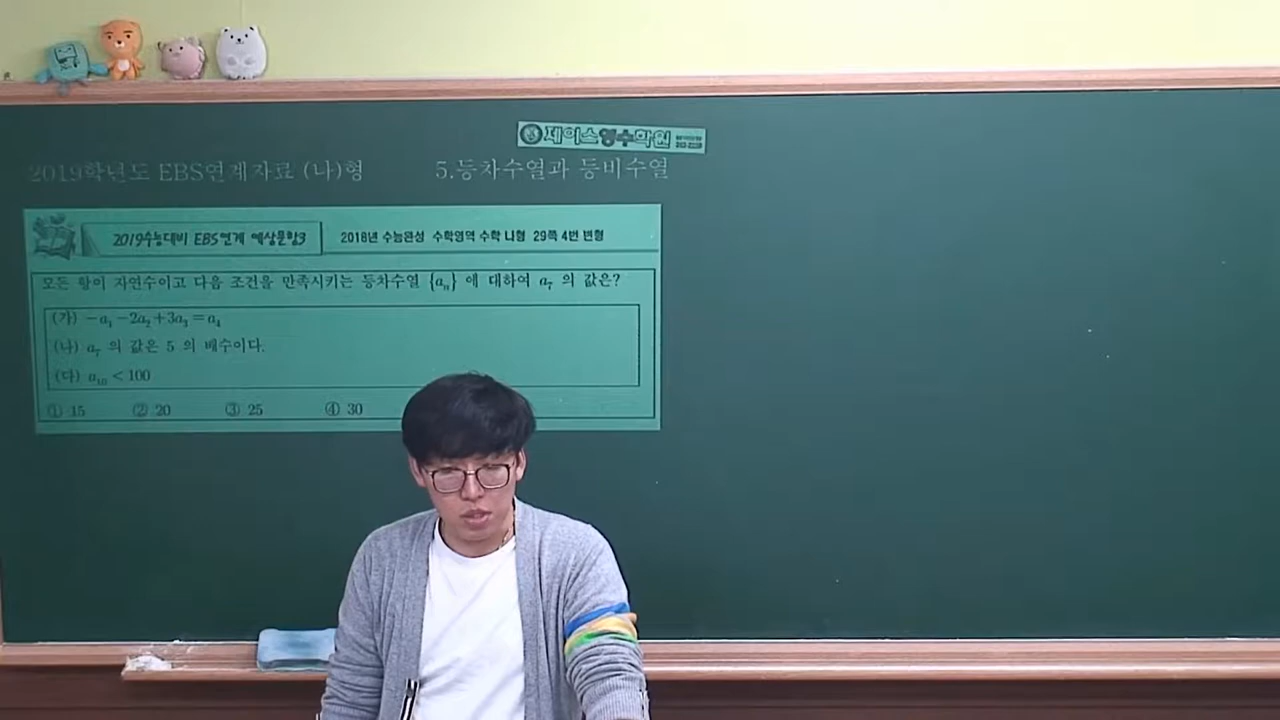 제이스영수학원
2019학년도 EBS연계자료 (나)형 5.등차수열과 등비수열
2019수능대비 EBS연계 예상문항3 2018년 수능완성 수학영역 수학 나형 29쪽 4번 변형
모든 항이 자연수이고 다음 조건을 만족시키는 등차수열 {aₙ} 에 대하여 a₇ 의 값은?
(가) −a₁−2a₂+3a₃=a₄
(나) a₇ 의 값은 5 의 배수이다.
(다) a₁₀<100
① 15 ② 20 ③ 25 ④ 30